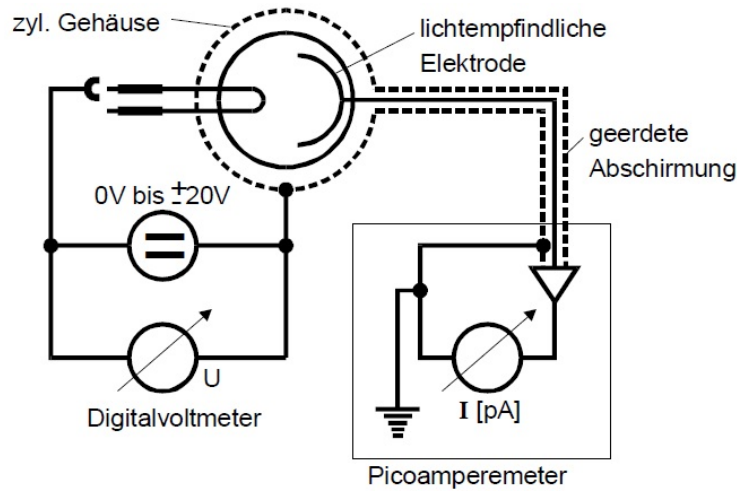 zyl. Gehäuse
lichtempfindliche
Elektrode
geerdete
Abschirmung
0V bis ±20V
U
Digitalvoltmeter
I [pA]
Picoamperemeter